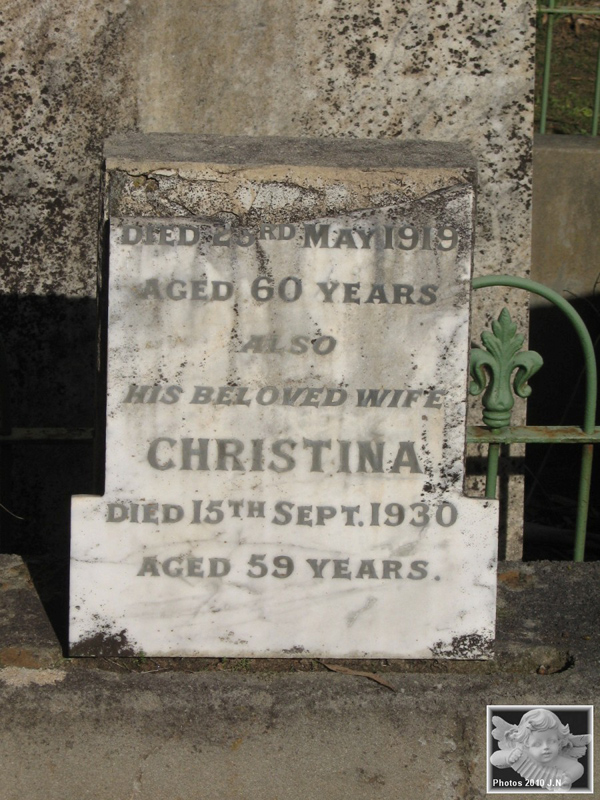 DIED 23RD MAY 1919
AGED 60 YEARS
ALSO
HIS BELOVED WIFE
CHRISTINA
DIED 15TH SEPT. 1930
AGED 59 YEARS.
Photos 2010 J.N